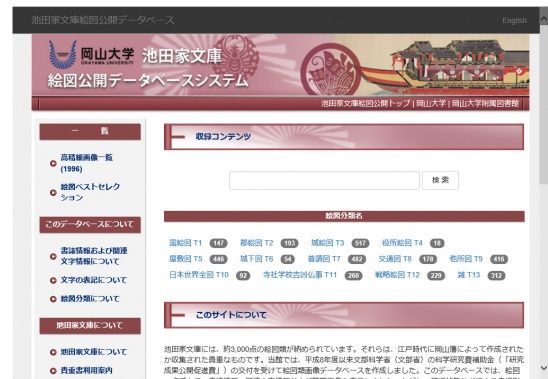 池田家文庫絵図公開データベース English
岡山大学 池田家文庫
OKAYAMA UNIVERSITY
絵図公開データベースシステム
池田家文庫絵図公開トップ | 岡山大学 | 岡山大学附属図書館
一 覧
高精細画像一覧
(1996)
絵図ベストセレク
ション
このデータベースについて
書誌情報および関連
文字情報について
文字の表記について
絵図分類について
池田家文庫について
池田家文庫について
貴重書利用案内
収録コンテンツ
検 索
絵図分類名
国絵図 T1 147 郡絵図 T2 193 城絵図 T3 517 役所絵図 T4 18
屋敷図 T5 446 城下図 T6 54 普請図 T7 482 交通図 T8 178 他所図 T9 416
日本世界全図 T10 92 寺社学校吉凶仏事 T11 260 戦略絵図 T12 229 雑 T13 312
このサイトについて
池田家文庫には、約3,000点の絵図類が納められています。それらは、江戸時代に岡山藩によって作成された
か収集された貴重なものです。当館では、平成8年度以来文部科学省（文部省）の科学研究費補助金（「研究
成果公開促進費」）の交付を受けて絵図類画像データベースを作成しました。このデータベースでは、絵図